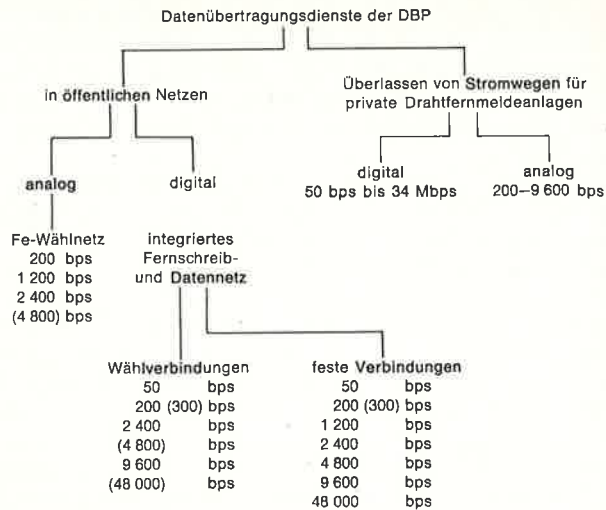 Datenübertragungsdienste der DBP
in öffentlichen Netzen
Überlassen von Stromwegen für
private Drahtfernmeldeanlagen
analog
digital
digital
50 bps bis 34 Mbps
analog
200–9 600 bps
Fe-Wählnetz
200 bps
1 200 bps
2 400 bps
(4 800) bps
integriertes
Fernschreib-
und Datennetz
Wählverbindungen
50 bps
200 (300) bps
2 400 bps
(4 800) bps
9 600 bps
(48 000) bps
feste Verbindungen
50 bps
200 (300) bps
1 200 bps
2 400 bps
4 800 bps
9 600 bps
48 000 bps